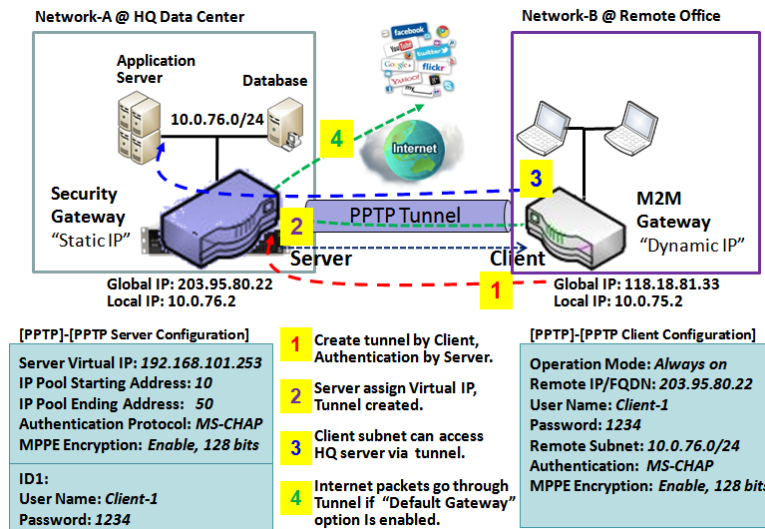 Network-A @ HQ Data Center
Network-B @ Remote Office
Application
Server
Database
10.0.76.0/24
facebook
YouTube
twitter
Google+
flickr
YAHOO!
my
4
Internet
Security
Gateway
"Static IP"
3
M2M
Gateway
"Dynamic IP"
PPTP Tunnel
2
Server
Client
1
Global IP: 203.95.80.22
Local IP: 10.0.76.2
Global IP: 118.18.81.33
Local IP: 10.0.75.2
[PPTP]-[PPTP Server Configuration]
Server Virtual IP: 192.168.101.253
IP Pool Starting Address: 10
IP Pool Ending Address: 50
Authentication Protocol: MS-CHAP
MPPE Encryption: Enable, 128 bits
ID1:
User Name: Client-1
Password: 1234
1 Create tunnel by Client,
Authentication by Server.
2 Server assign Virtual IP,
Tunnel created.
3 Client subnet can access
HQ server via tunnel.
4 Internet packets go through
Tunnel if "Default Gateway"
option Is enabled.
[PPTP]-[PPTP Client Configuration]
Operation Mode: Always on
Remote IP/FQDN: 203.95.80.22
User Name: Client-1
Password: 1234
Remote Subnet: 10.0.76.0/24
Authentication: MS-CHAP
MPPE Encryption: Enable, 128 bits